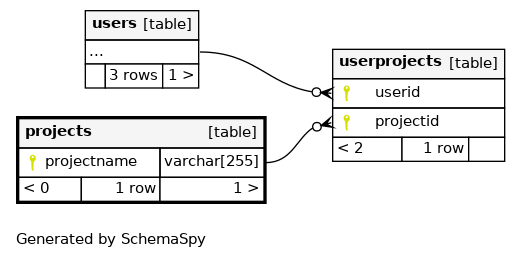 users [table]
...
3 rows 1 >
userprojects [table]
userid
projectid
< 2 1 row
projects [table]
projectname varchar[255]
< 0 1 row 1 >
Generated by SchemaSpy